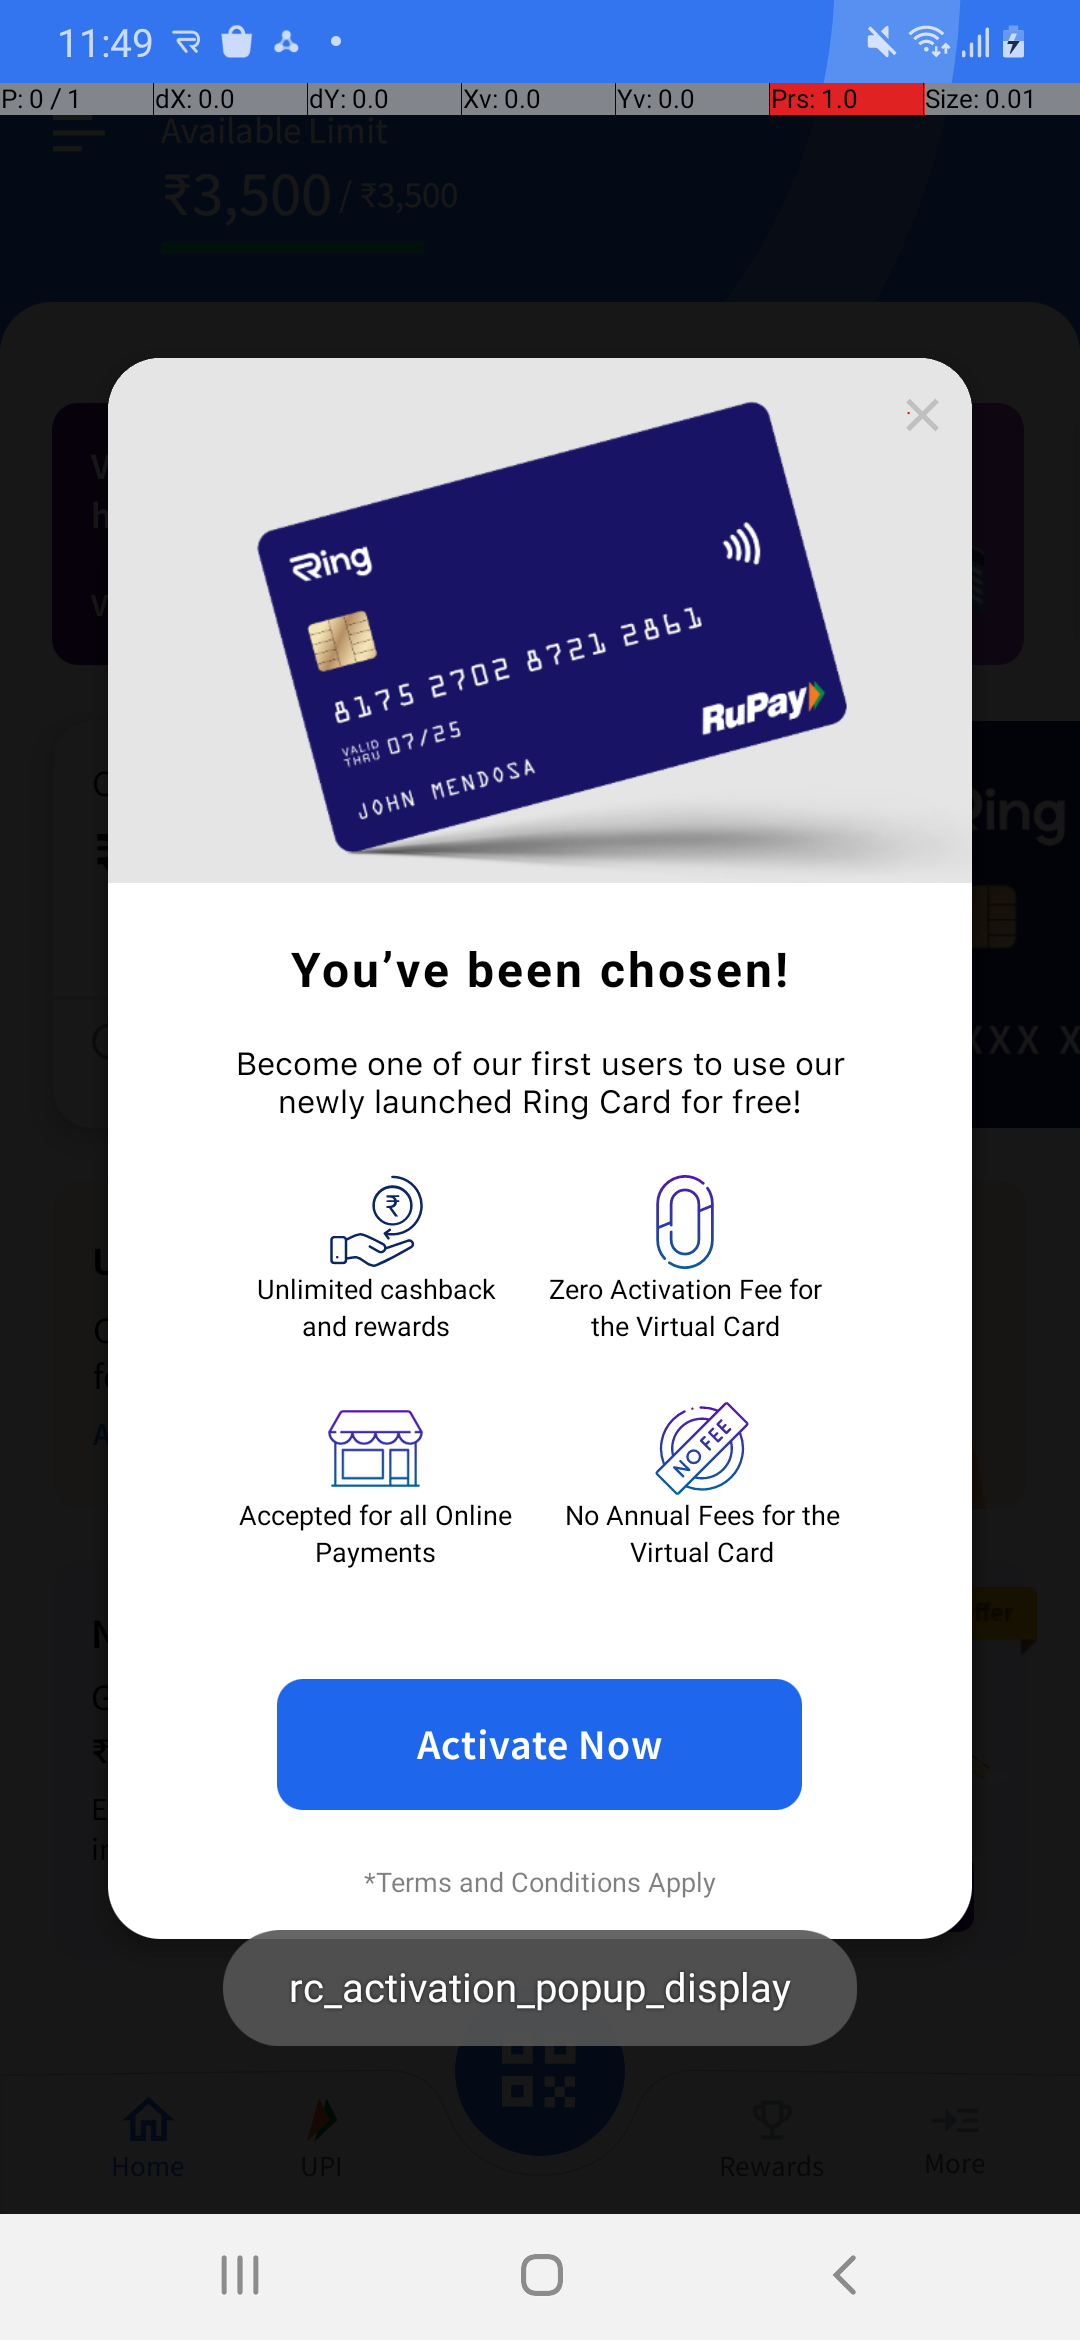 11:49
P: 0 / 1 dX: 0.0 dY: 0.0 Xv: 0.0 Yv: 0.0 Prs: 1.0 Size: 0.01
Available Limit
₹3,500 / ₹3,500
Ring
8175 2702 8721 2861
VALID THRU 07/25
RuPay
JOHN MENDOSA
Ring
You’ve been chosen!
XXX X
Become one of our first users to use our
newly launched Ring Card for free!
₹
Unlimited cashback
and rewards
Zero Activation Fee for
the Virtual Card
NO FEE
Accepted for all Online
Payments
No Annual Fees for the
Virtual Card
Activate Now
*Terms and Conditions Apply
rc_activation_popup_display
Home
UPI
Rewards
More